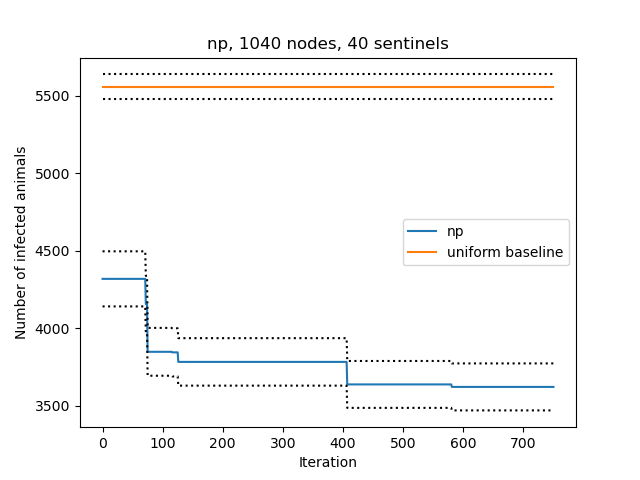 np, 1040 nodes, 40 sentinels
Number of infected animals
5500
5000
4500
4000
3500
np
uniform baseline
0 100 200 300 400 500 600 700
Iteration